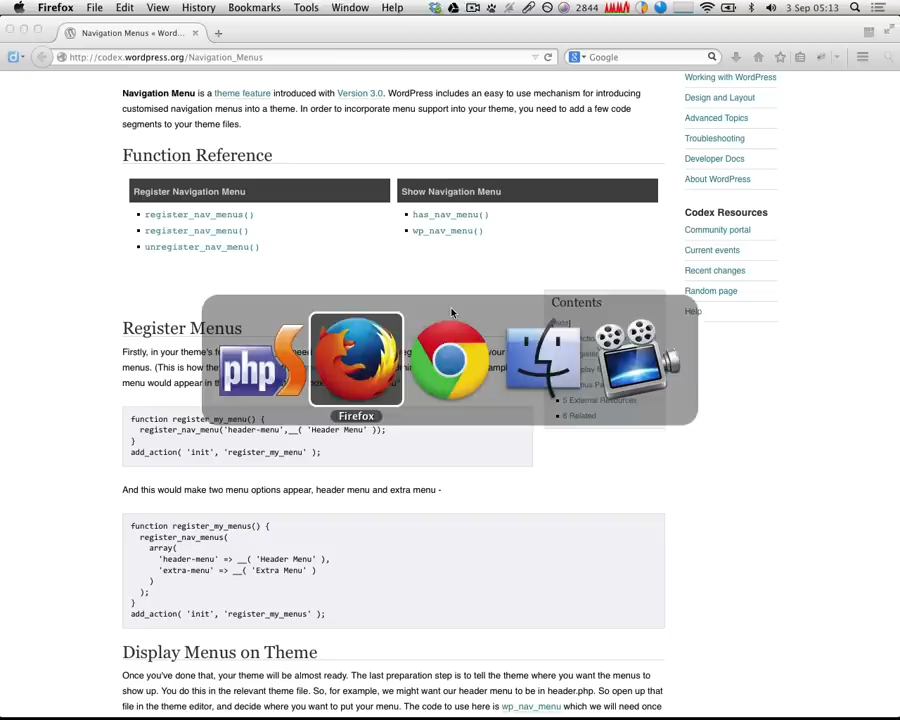 Firefox File Edit View History Bookmarks Tools Window Help 2844 3 Sep 05:13
Navigation Menus « Word...
http://codex.wordpress.org/Navigation_Menus
Google
Navigation Menu is a theme feature introduced with Version 3.0. WordPress includes an easy to use mechanism for introducing
customised navigation menus into a theme. In order to incorporate menu support into your theme, you need to add a few code
segments to your theme files.
Function Reference
Register Navigation Menu
register_nav_menus()
register_nav_menu()
unregister_nav_menu()
Show Navigation Menu
has_nav_menu()
wp_nav_menu()
Working with WordPress
Design and Layout
Advanced Topics
Troubleshooting
Developer Docs
About WordPress
Codex Resources
Community portal
Current events
Recent changes
Random page
Help
Contents
5 External Resources
6 Related
Register Menus
Firstly, in your theme's
menus. (This is how the
menu would appear in
php S
Firefox
function register_my_menu() {
register_nav_menu('header-menu',__( 'Header Menu' ));
}
add_action( 'init', 'register_my_menu' );
And this would make two menu options appear, header menu and extra menu -
function register_my_menus() {
register_nav_menus(
array(
'header-menu' => __( 'Header Menu' ),
'extra-menu' => __( 'Extra Menu' )
)
);
}
add_action( 'init', 'register_my_menus' );
Display Menus on Theme
Once you've done that, your theme will be almost ready. The last preparation step is to tell the theme where you want the menus to
show up. You do this in the relevant theme file. So, for example, we might want our header menu to be in header.php. So open up that
file in the theme editor, and decide where you want to put your menu. The code to use here is wp_nav_menu which we will need once